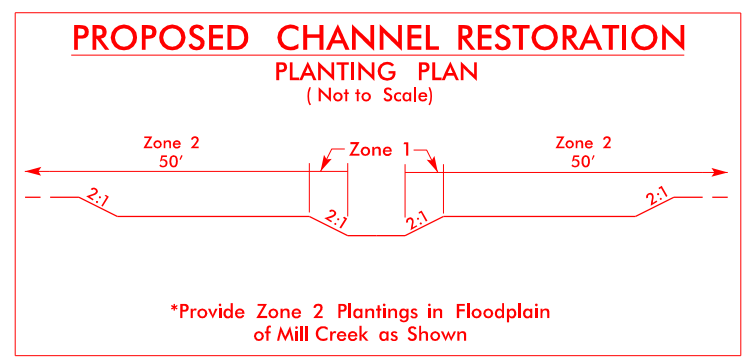 PROPOSED CHANNEL RESTORATION
PLANTING PLAN
( Not to Scale)
Zone 2
50'
Zone 1
Zone 2
50'
2:1
2:1
2:1
2:1
*Provide Zone 2 Plantings in Floodplain
of Mill Creek as Shown